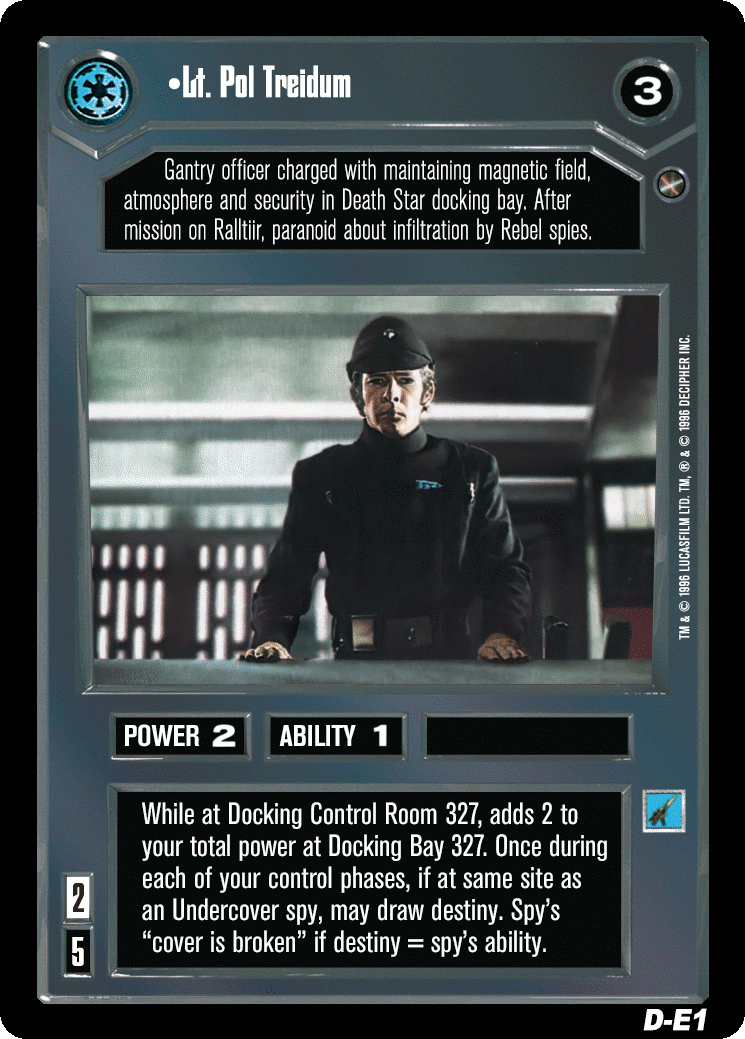 •Lt. Pol Treidum
3
Gantry officer charged with maintaining magnetic field,
atmosphere and security in Death Star docking bay. After
mission on Ralltiir, paranoid about infiltration by Rebel spies.
TM & © 1996 LUCASFILM LTD. TM, ® & © 1996 DECIPHER INC.
POWER 2
ABILITY 1
While at Docking Control Room 327, adds 2 to
your total power at Docking Bay 327. Once during
each of your control phases, if at same site as
an Undercover spy, may draw destiny. Spy's
“cover is broken” if destiny = spy's ability.
2
5
D-E1